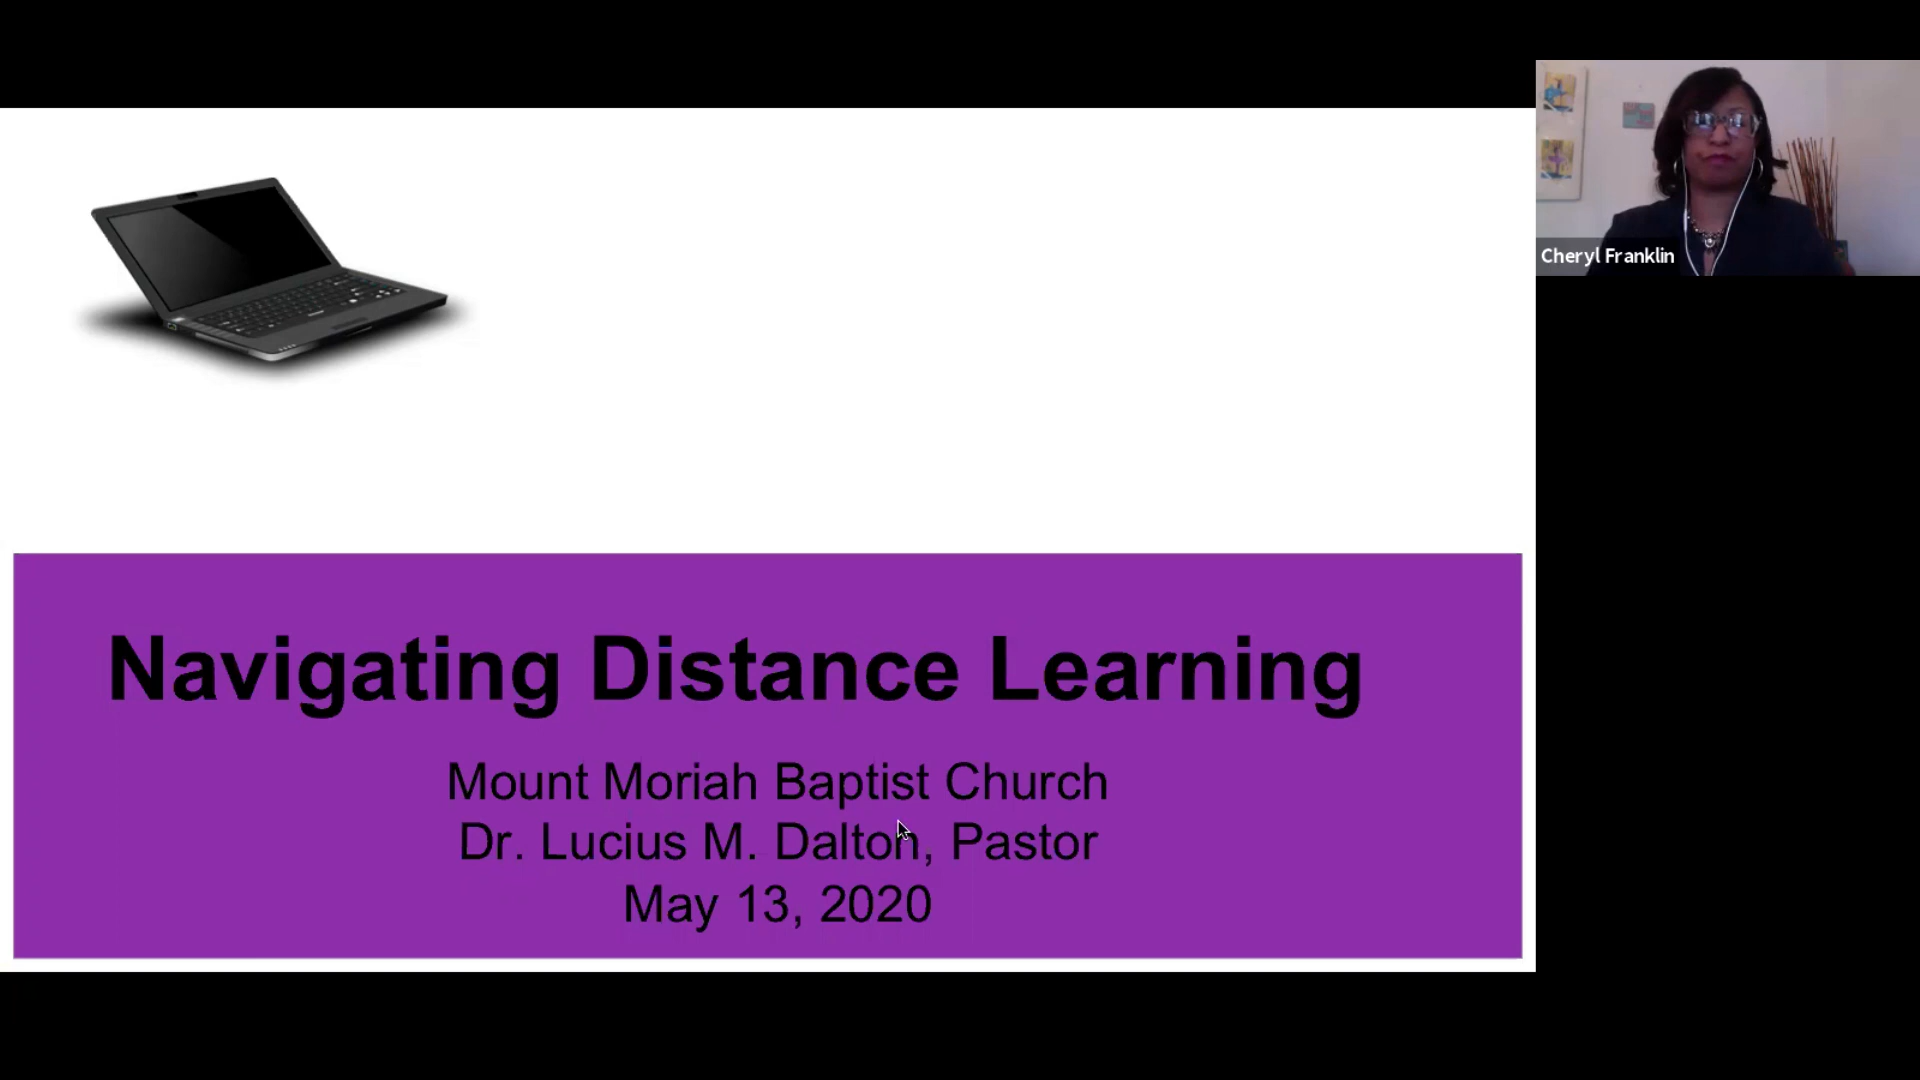 Cheryl Franklin
Navigating Distance Learning
Mount Moriah Baptist Church
Dr. Lucius M. Dalton, Pastor
May 13, 2020